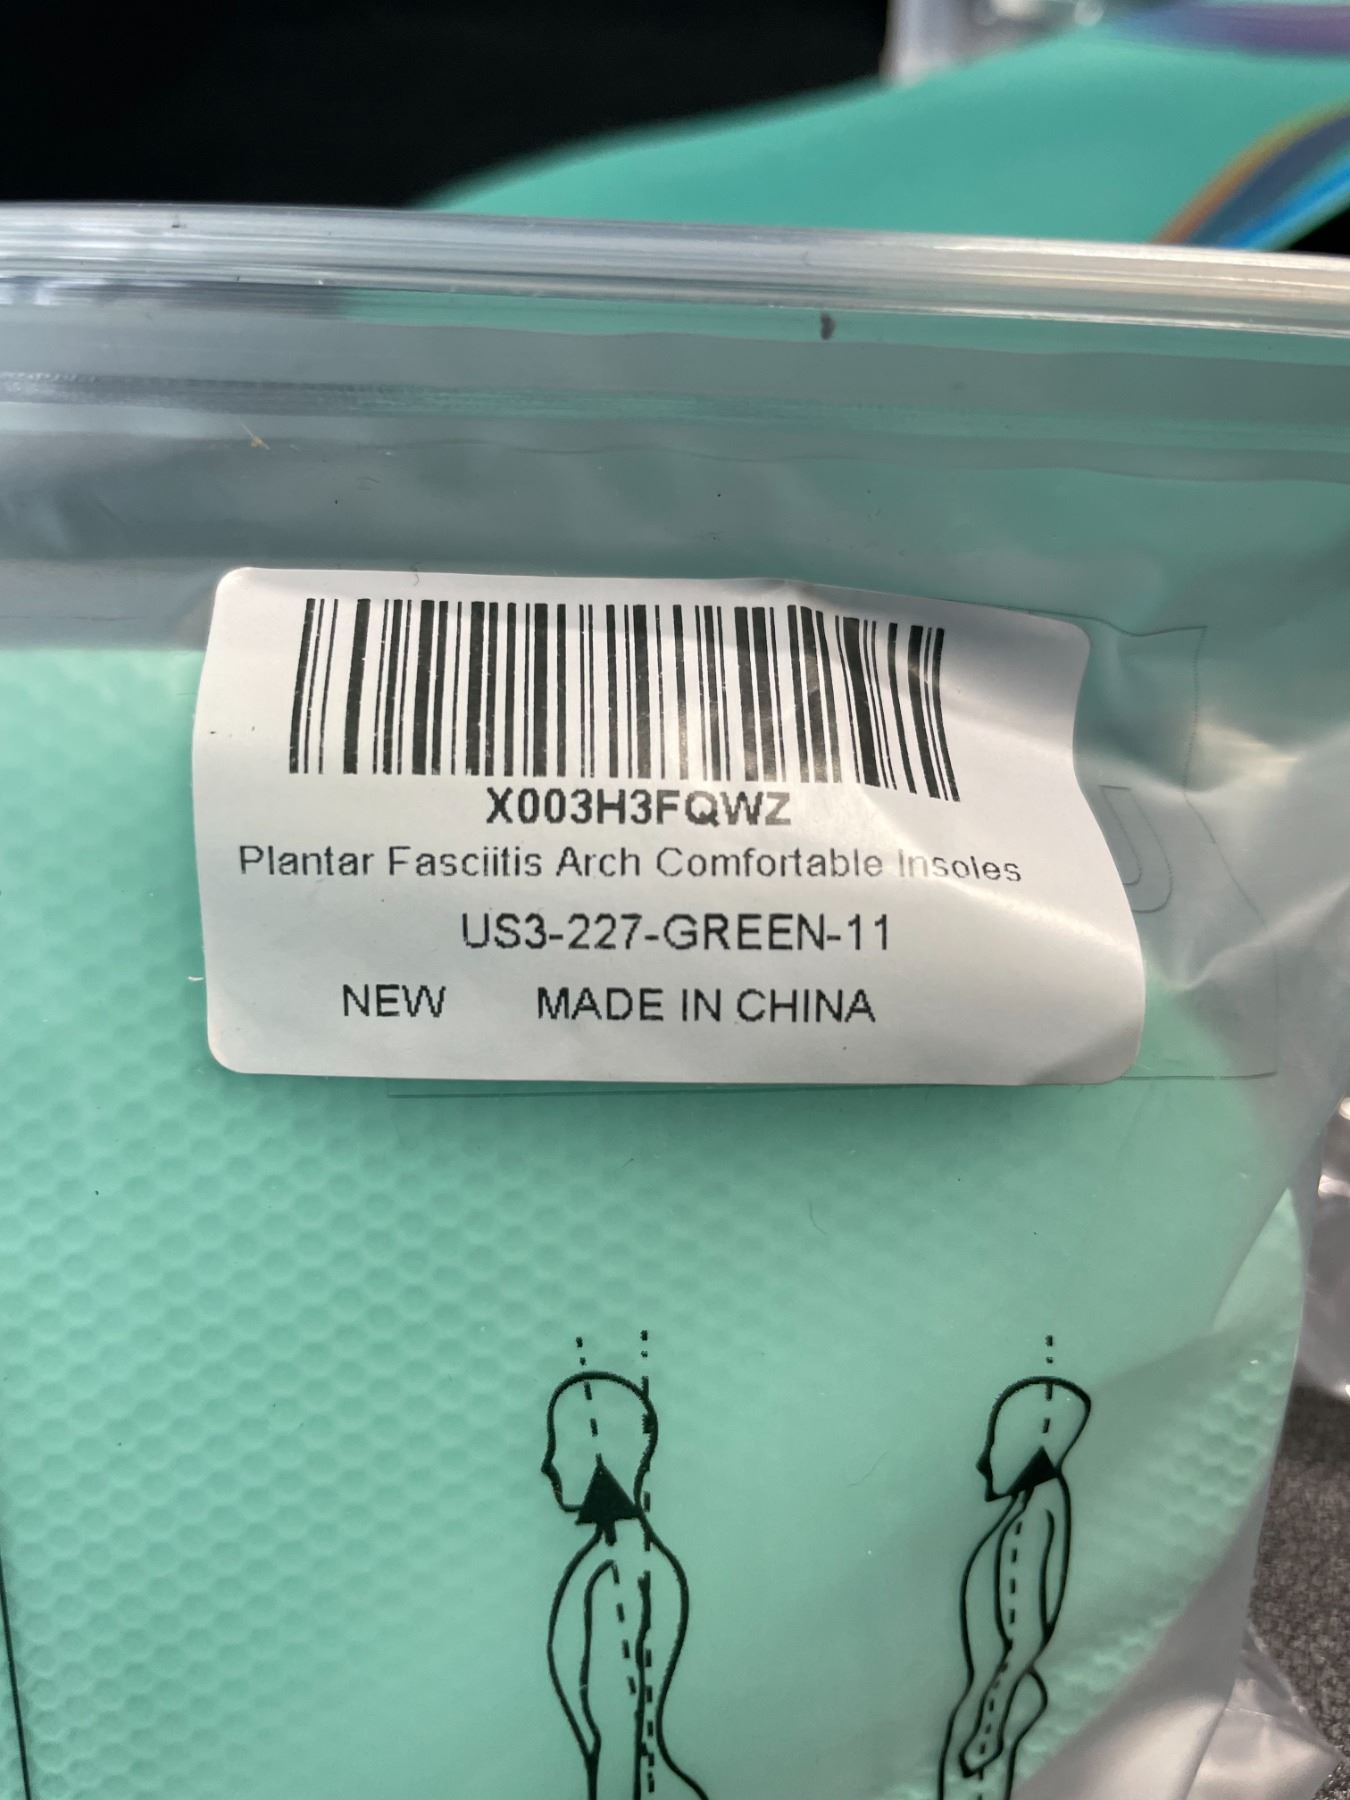 X003H3FQWZ
Plantar Fasciitis Arch Comfortable Insoles
US3-227-GREEN-11
NEW MADE IN CHINA